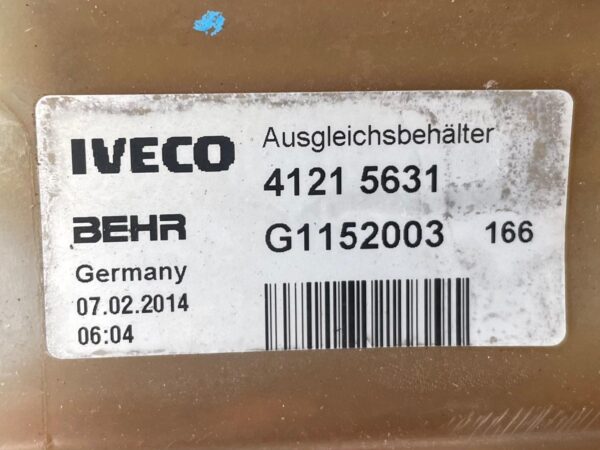 IVECO Ausgleichsbehälter
4121 5631
BEHR G1152003 166
Germany
07.02.2014
06:04